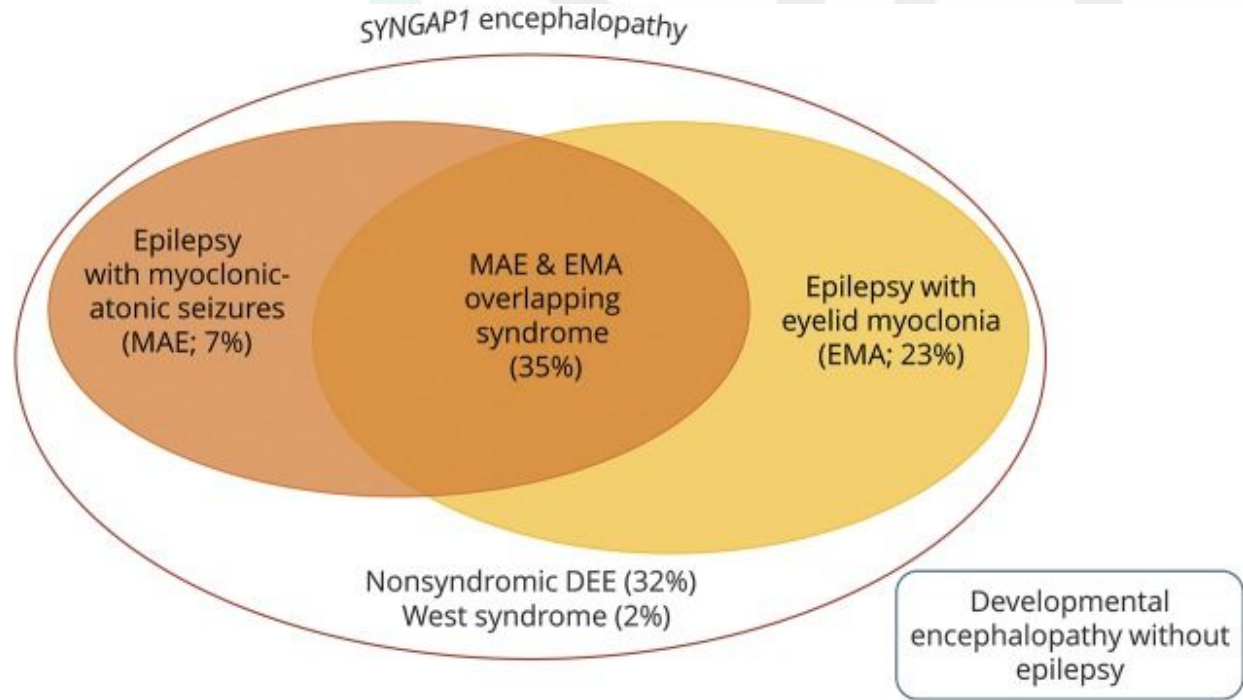 SYNGAP1 encephalopathy
Epilepsy
with myoclonic-
atonic seizures
(MAE; 7%)
MAE & EMA
overlapping
syndrome
(35%)
Epilepsy with
eyelid myoclonia
(EMA; 23%)
Nonsyndromic DEE (32%)
West syndrome (2%)
Developmental
encephalopathy without
epilepsy